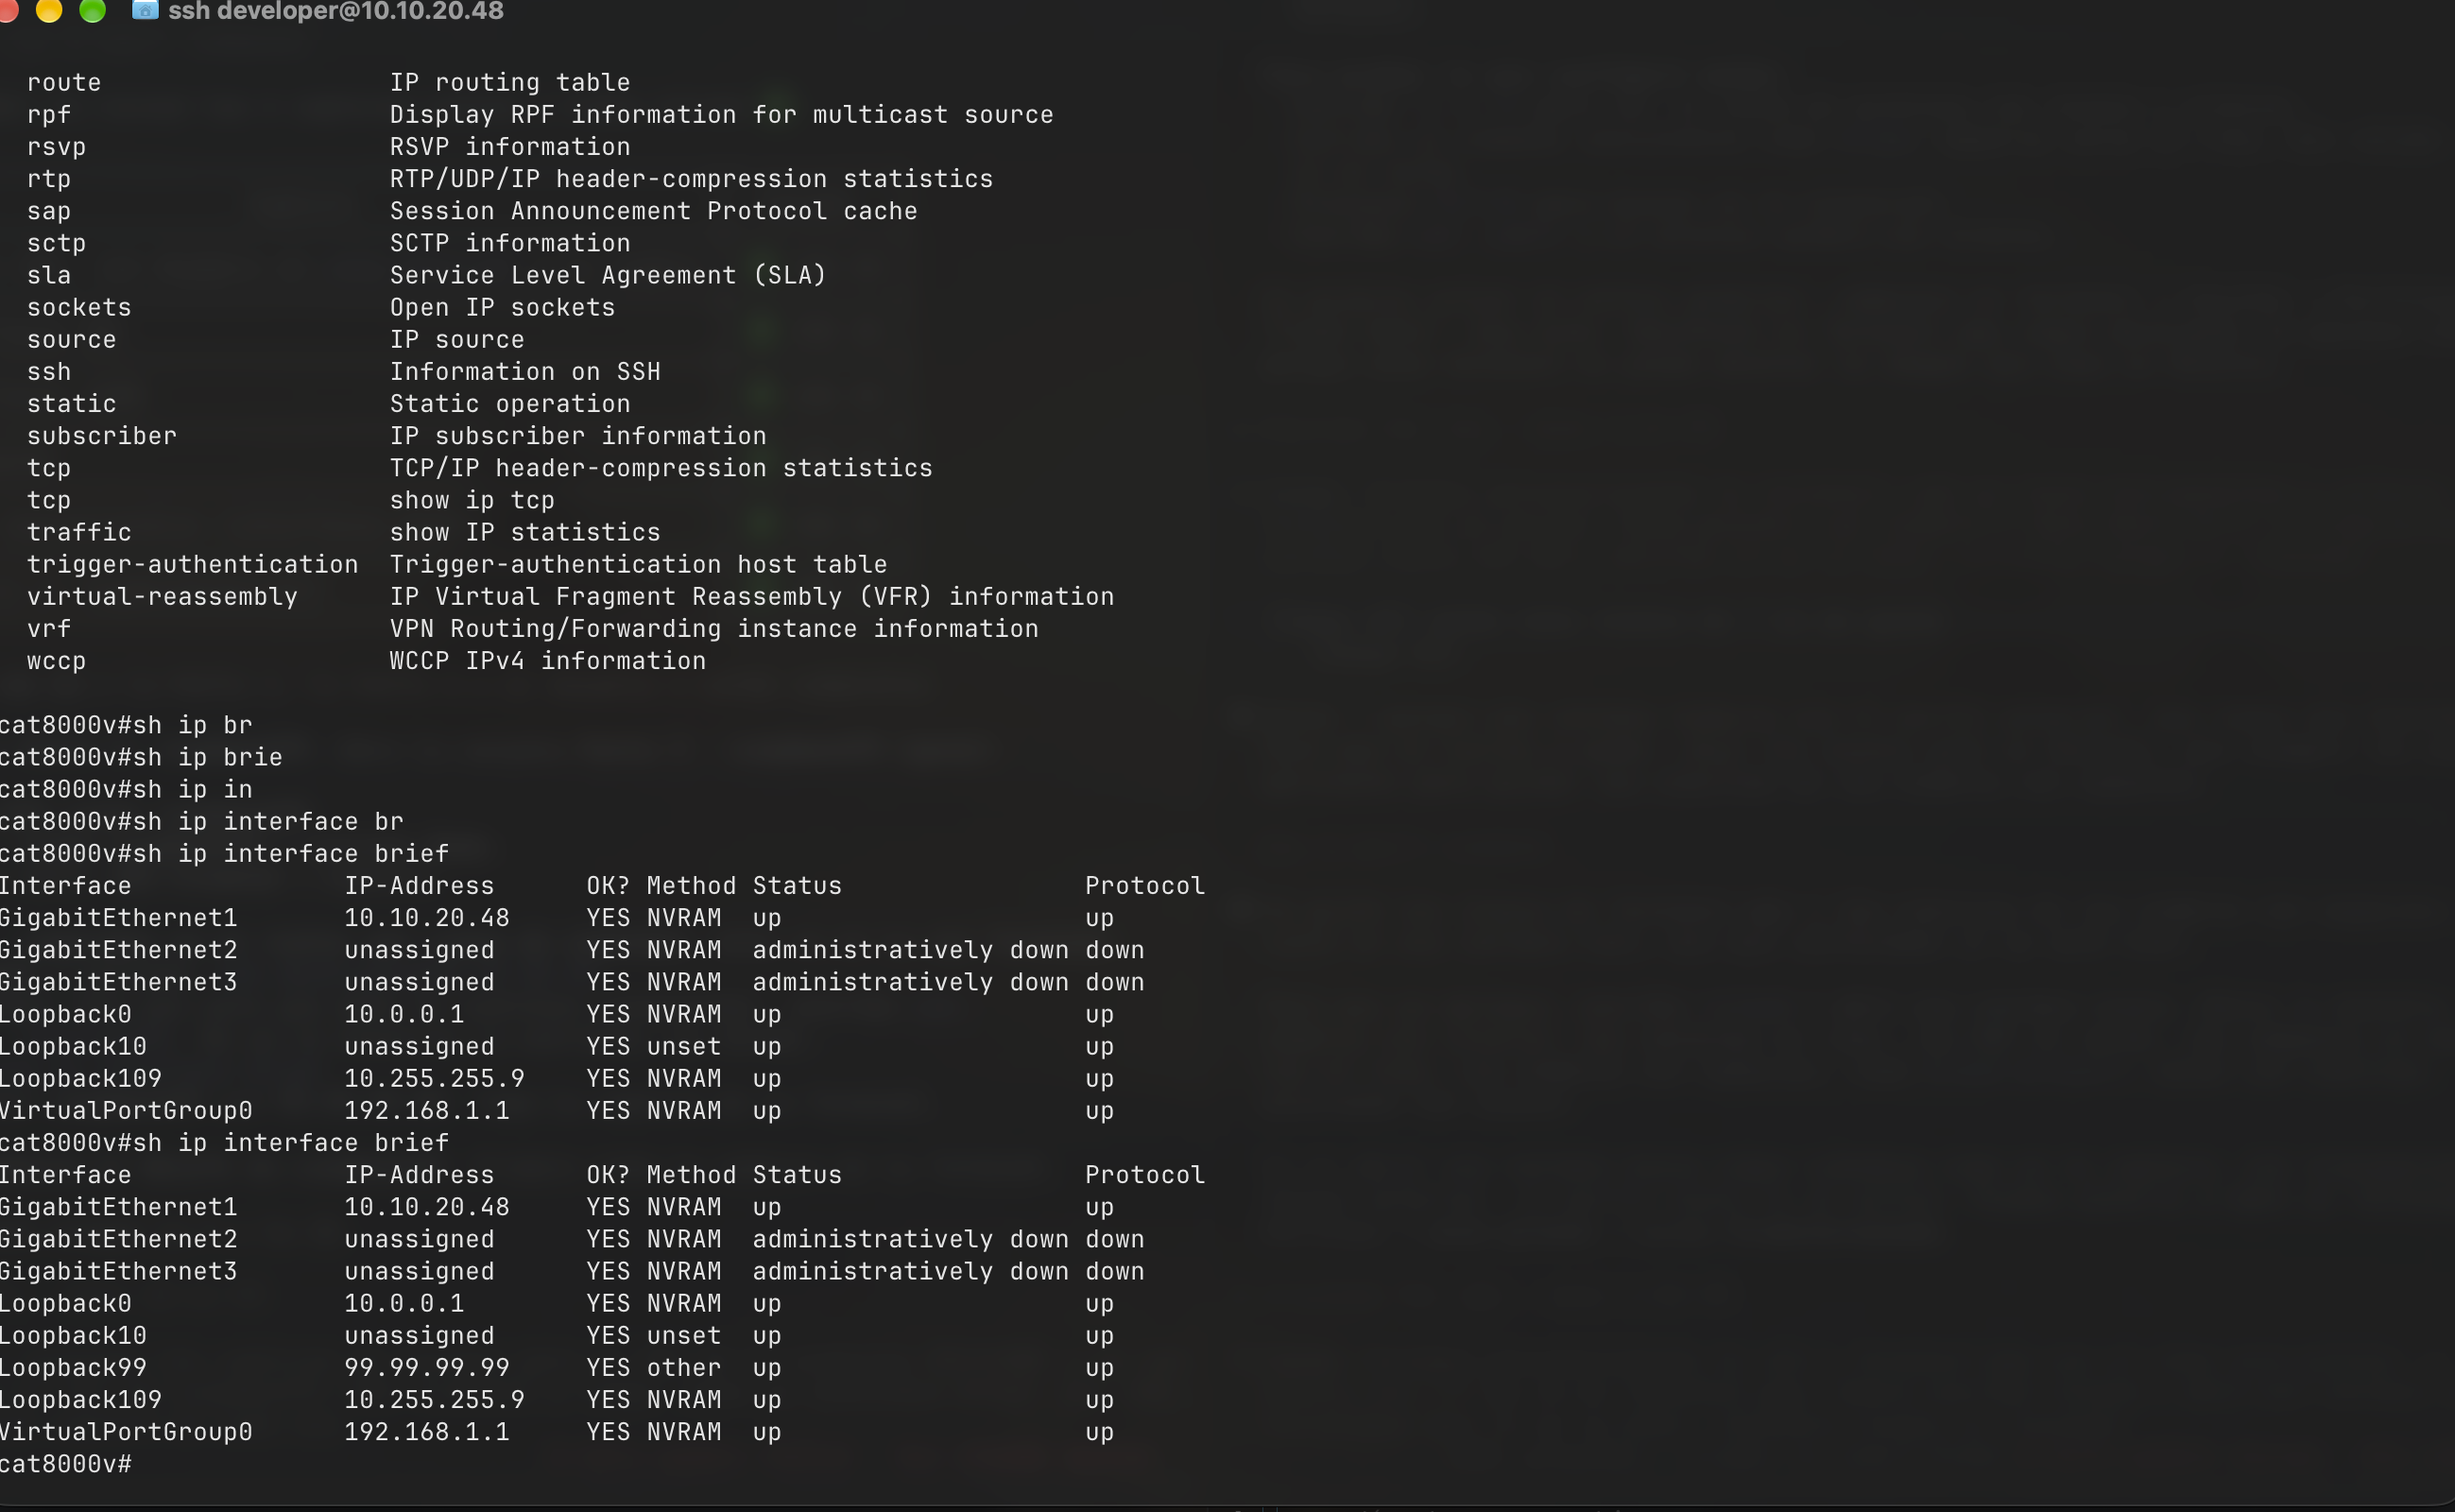 ssh developer@10.10.20.48
route                   IP routing table
rpf                     Display RPF information for multicast source
rsvp                    RSVP information
rtp                     RTP/UDP/IP header-compression statistics
sap                     Session Announcement Protocol cache
sctp                    SCTP information
sla                     Service Level Agreement (SLA)
sockets                 Open IP sockets
source                  IP source
ssh                     Information on SSH
static                  Static operation
subscriber              IP subscriber information
tcp                     TCP/IP header-compression statistics
tcp                     show ip tcp
traffic                 show IP statistics
trigger-authentication  Trigger-authentication host table
virtual-reassembly      IP Virtual Fragment Reassembly (VFR) information
vrf                     VPN Routing/Forwarding instance information
wccp                    WCCP IPv4 information
cat8000v#sh ip br
cat8000v#sh ip brie
cat8000v#sh ip in
cat8000v#sh ip interface br
cat8000v#sh ip interface brief
Interface              IP-Address      OK? Method Status                Protocol
GigabitEthernet1       10.10.20.48     YES NVRAM  up                    up
GigabitEthernet2       unassigned      YES NVRAM  administratively down down
GigabitEthernet3       unassigned      YES NVRAM  administratively down down
Loopback0              10.0.0.1        YES NVRAM  up                    up
Loopback10             unassigned      YES unset  up                    up
Loopback109            10.255.255.9    YES NVRAM  up                    up
VirtualPortGroup0      192.168.1.1     YES NVRAM  up                    up
cat8000v#sh ip interface brief
Interface              IP-Address      OK? Method Status                Protocol
GigabitEthernet1       10.10.20.48     YES NVRAM  up                    up
GigabitEthernet2       unassigned      YES NVRAM  administratively down down
GigabitEthernet3       unassigned      YES NVRAM  administratively down down
Loopback0              10.0.0.1        YES NVRAM  up                    up
Loopback10             unassigned      YES unset  up                    up
Loopback99             99.99.99.99     YES other  up                    up
Loopback109            10.255.255.9    YES NVRAM  up                    up
VirtualPortGroup0      192.168.1.1     YES NVRAM  up                    up
cat8000v#